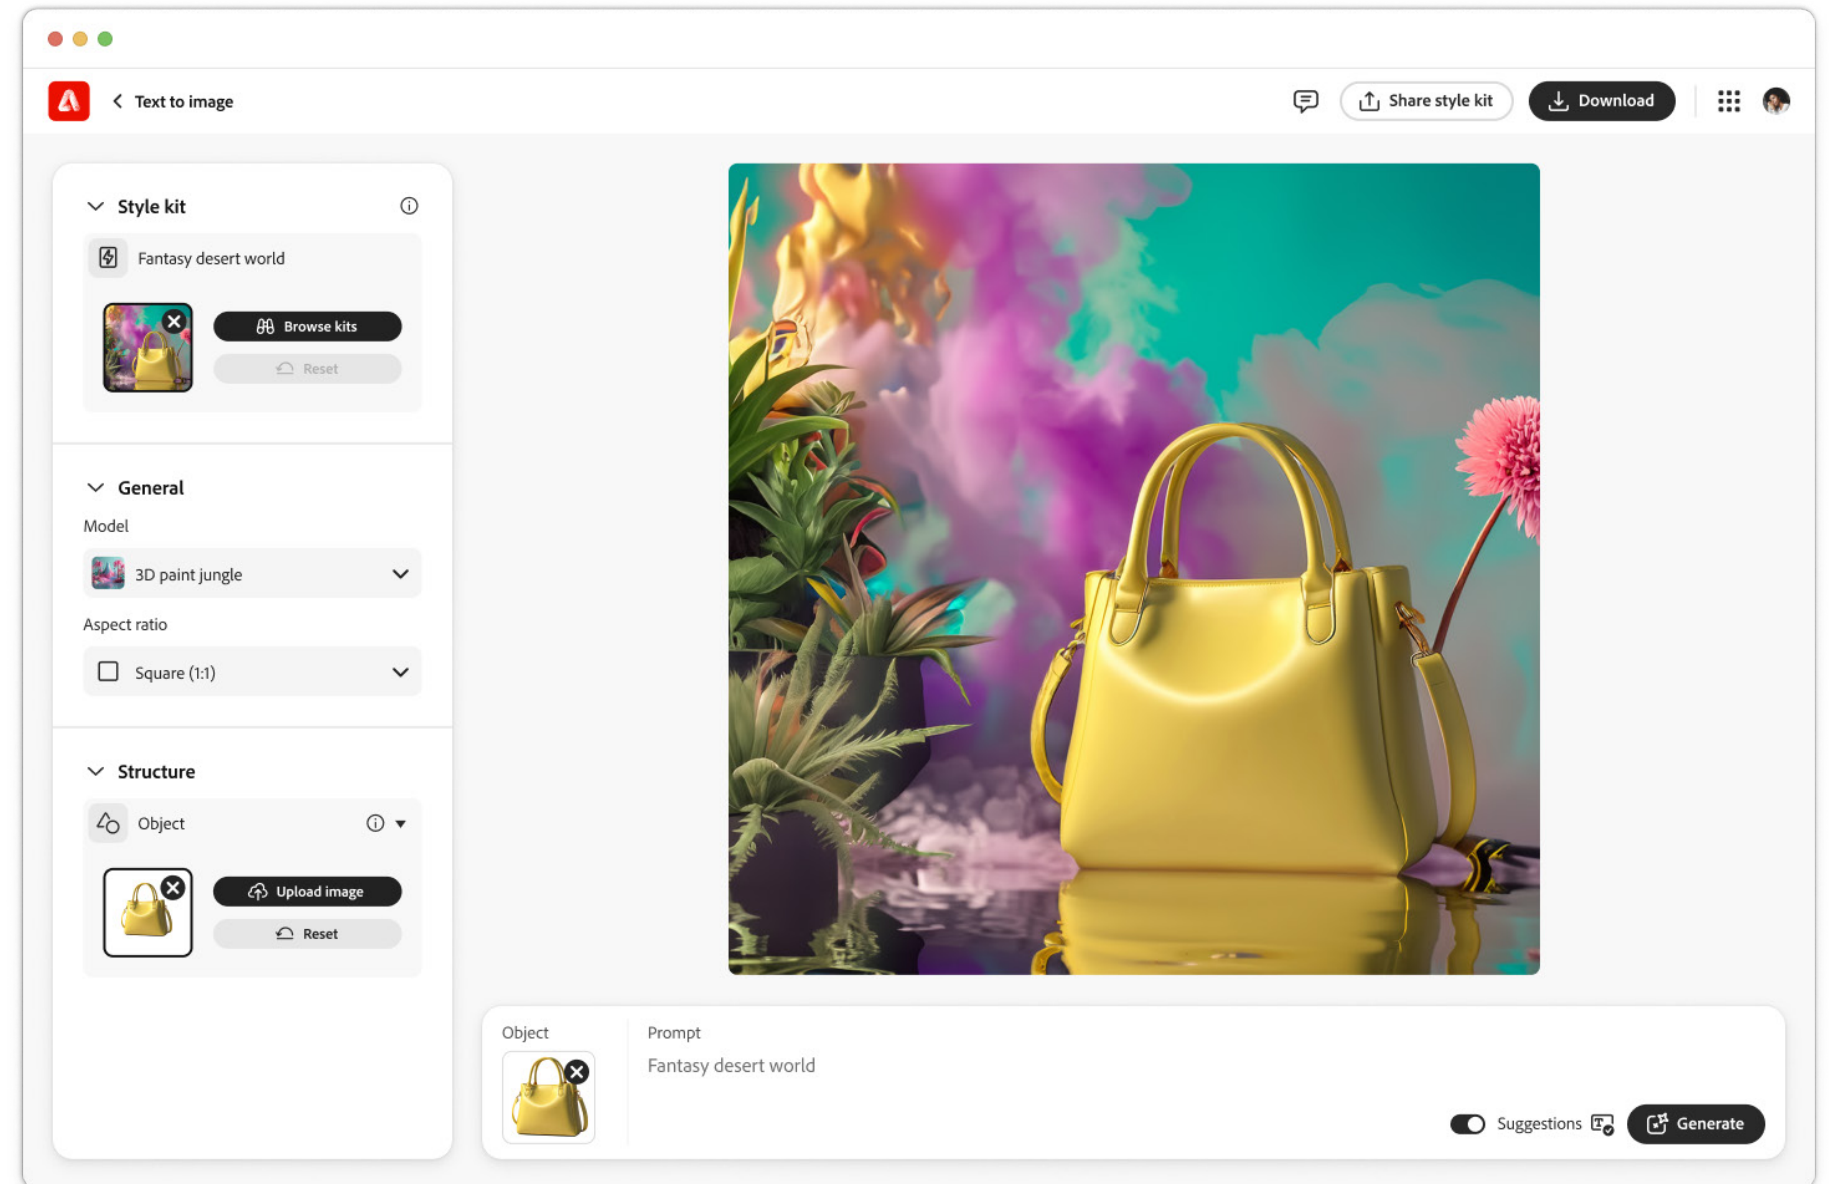 Text to image
Share style kit
Download
Style kit
Fantasy desert world
Browse kits
Reset
General
Model
3D paint jungle
Aspect ratio
Square (1:1)
Structure
Object
Upload image
Reset
Object
Prompt
Fantasy desert world
Suggestions
Generate